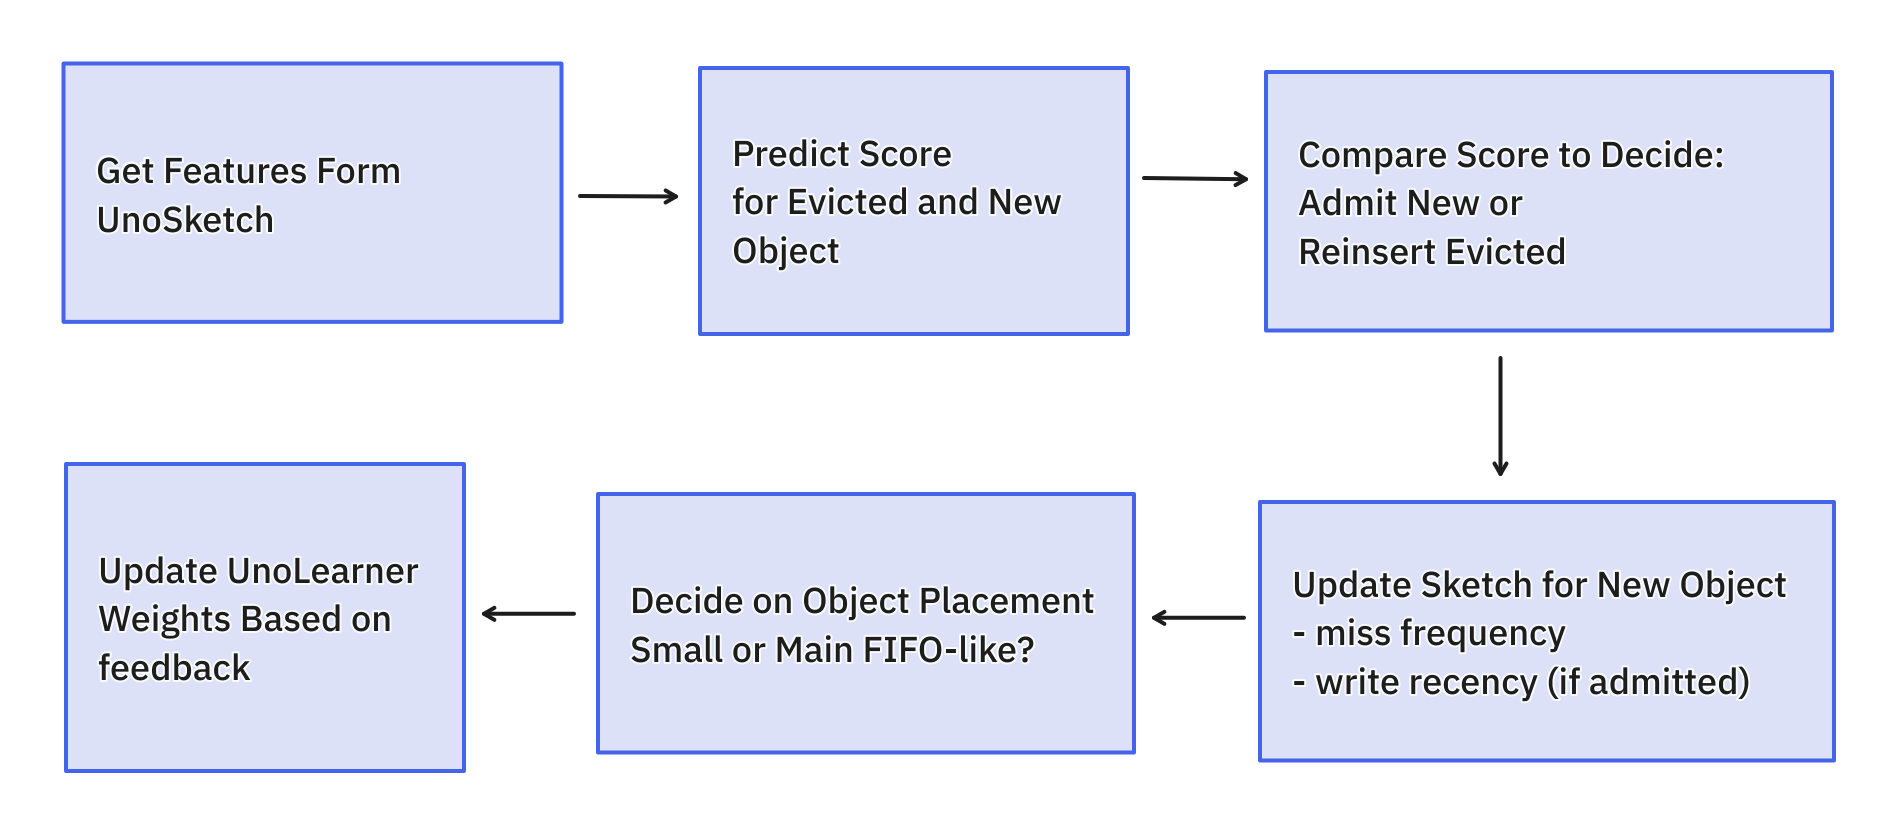 Get Features Form
UnoSketch
Predict Score
for Evicted and New
Object
Compare Score to Decide:
Admit New or
Reinsert Evicted
Update Sketch for New Object
- miss frequency
- write recency (if admitted)
Decide on Object Placement
Small or Main FIFO-like?
Update UnoLearner
Weights Based on
feedback